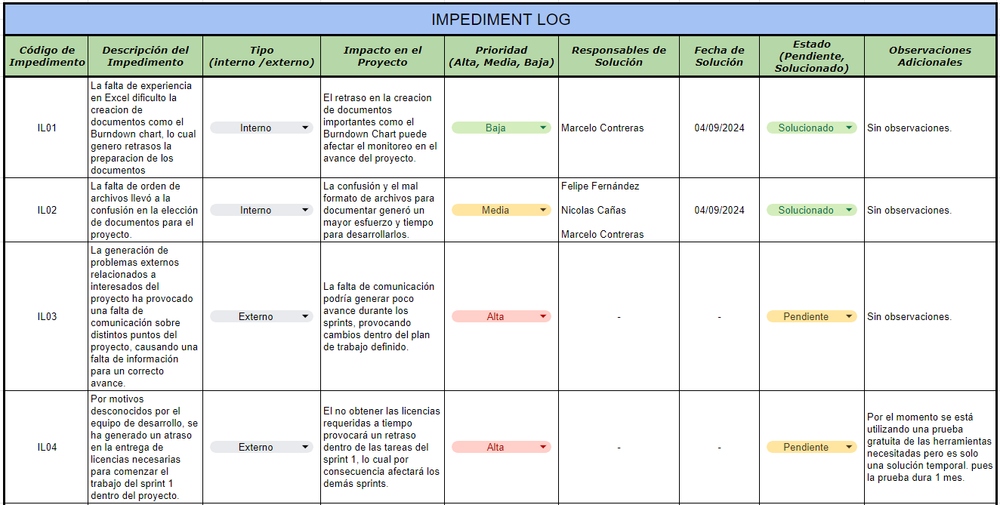 IMPEDIMENT LOG
Código de
Impedimento
Descripción del
Impedimento
Tipo
(interno /externo)
Impacto en el
Proyecto
Prioridad
(Alta, Media, Baja)
Responsables de
Solución
Fecha de
Solución
Estado
(Pendiente,
Solucionado)
Observaciones
Adicionales
IL01
La falta de experiencia
en Excel dificulto la
creacion de
documentos como el
Burndown chart, lo cual
genero retrasos la
preparacion de los
documentos
Interno
El retraso en la creacion
de documentos
importantes como el
Burndown Chart puede
afectar el monitoreo en el
avance del proyecto.
Baja
Marcelo Contreras
04/09/2024
Solucionado
Sin observaciones.
IL02
La falta de orden de
archivos llevó a la
confusión en la elección
de documentos para el
proyecto.
Interno
La confusión y el mal
formato de archivos para
documentar generó un
mayor esfuerzo y tiempo
para desarrollarlos.
Media
Felipe Fernández
Nicolas Cañas
Marcelo Contreras
04/09/2024
Solucionado
Sin observaciones.
IL03
La generación de
problemas externos
relacionados a
interesados del
proyecto ha provocado
una falta de
comunicación sobre
distintos puntos del
proyecto, causando una
falta de información
para un correcto
avance.
Externo
La falta de comunicación
podría generar poco
avance durante los
sprints, provocando
cambios dentro del plan
de trabajo definido.
Alta
-
-
Pendiente
Sin observaciones.
IL04
Por motivos
desconocidos por el
equipo de desarrollo, se
ha generado un atraso
en la entrega de
licencias necesarias
para comenzar el
trabajo del sprint 1
dentro del proyecto.
Externo
El no obtener las licencias
requeridas a tiempo
provocará un retraso
dentro de las tareas del
sprint 1, lo cual por
consecuencia afectará los
demás sprints.
Alta
-
-
Pendiente
Por el momento se está
utilizando una prueba
gratuita de las herramientas
necesitadas pero es solo
una solución temporal. pues
la prueba dura 1 mes.